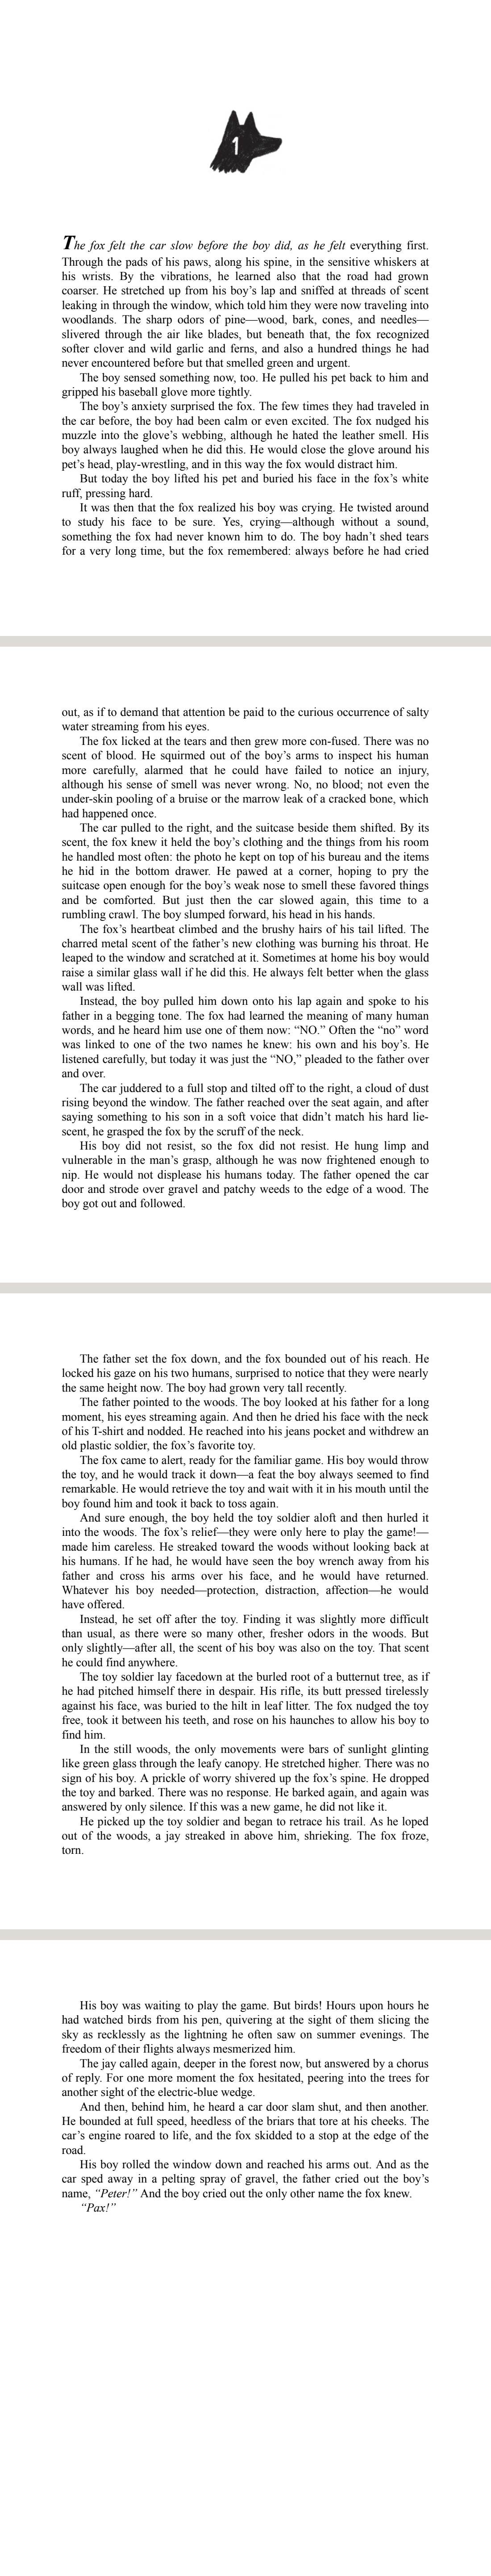 1
The fox felt the car slow before the boy did, as he felt everything first.
Through the pads of his paws, along his spine, in the sensitive whiskers at
his wrists. By the vibrations, he learned also that the road had grown
coarser. He stretched up from his boy’s lap and sniffed at threads of scent
leaking in through the window, which told him they were now traveling into
woodlands. The sharp odors of pine—wood, bark, cones, and needles—
slivered through the air like blades, but beneath that, the fox recognized
softer clover and wild garlic and ferns, and also a hundred things he had
never encountered before but that smelled green and urgent.
The boy sensed something now, too. He pulled his pet back to him and
gripped his baseball glove more tightly.
The boy’s anxiety surprised the fox. The few times they had traveled in
the car before, the boy had been calm or even excited. The fox nudged his
muzzle into the glove’s webbing, although he hated the leather smell. His
boy always laughed when he did this. He would close the glove around his
pet’s head, play-wrestling, and in this way the fox would distract him.
But today the boy lifted his pet and buried his face in the fox’s white
ruff, pressing hard.
It was then that the fox realized his boy was crying. He twisted around
to study his face to be sure. Yes, crying—although without a sound,
something the fox had never known him to do. The boy hadn’t shed tears
for a very long time, but the fox remembered: always before he had cried
out, as if to demand that attention be paid to the curious occurrence of salty
water streaming from his eyes.
The fox licked at the tears and then grew more con-fused. There was no
scent of blood. He squirmed out of the boy’s arms to inspect his human
more carefully, alarmed that he could have failed to notice an injury,
although his sense of smell was never wrong. No, no blood; not even the
under-skin pooling of a bruise or the marrow leak of a cracked bone, which
had happened once.
The car pulled to the right, and the suitcase beside them shifted. By its
scent, the fox knew it held the boy’s clothing and the things from his room
he handled most often: the photo he kept on top of his bureau and the items
he hid in the bottom drawer. He pawed at a corner, hoping to pry the
suitcase open enough for the boy’s weak nose to smell these favored things
and be comforted. But just then the car slowed again, this time to a
rumbling crawl. The boy slumped forward, his head in his hands.
The fox’s heartbeat climbed and the brushy hairs of his tail lifted. The
charred metal scent of the father’s new clothing was burning his throat. He
leaped to the window and scratched at it. Sometimes at home his boy would
raise a similar glass wall if he did this. He always felt better when the glass
wall was lifted.
Instead, the boy pulled him down onto his lap again and spoke to his
father in a begging tone. The fox had learned the meaning of many human
words, and he heard him use one of them now: “NO.” Often the “no” word
was linked to one of the two names he knew: his own and his boy’s. He
listened carefully, but today it was just the “NO,” pleaded to the father over
and over.
The car juddered to a full stop and tilted off to the right, a cloud of dust
rising beyond the window. The father reached over the seat again, and after
saying something to his son in a soft voice that didn’t match his hard lie-
scent, he grasped the fox by the scruff of the neck.
His boy did not resist, so the fox did not resist. He hung limp and
vulnerable in the man’s grasp, although he was now frightened enough to
nip. He would not displease his humans today. The father opened the car
door and strode over gravel and patchy weeds to the edge of a wood. The
boy got out and followed.
The father set the fox down, and the fox bounded out of his reach. He
locked his gaze on his two humans, surprised to notice that they were nearly
the same height now. The boy had grown very tall recently.
The father pointed to the woods. The boy looked at his father for a long
moment, his eyes streaming again. And then he dried his face with the neck
of his T-shirt and nodded. He reached into his jeans pocket and withdrew an
old plastic soldier, the fox’s favorite toy.
The fox came to alert, ready for the familiar game. His boy would throw
the toy, and he would track it down—a feat the boy always seemed to find
remarkable. He would retrieve the toy and wait with it in his mouth until the
boy found him and took it back to toss again.
And sure enough, the boy held the toy soldier aloft and then hurled it
into the woods. The fox’s relief—they were only here to play the game!—
made him careless. He streaked toward the woods without looking back at
his humans. If he had, he would have seen the boy wrench away from his
father and cross his arms over his face, and he would have returned.
Whatever his boy needed—protection, distraction, affection—he would
have offered.
Instead, he set off after the toy. Finding it was slightly more difficult
than usual, as there were so many other, fresher odors in the woods. But
only slightly—after all, the scent of his boy was also on the toy. That scent
he could find anywhere.
The toy soldier lay facedown at the burled root of a butternut tree, as if
he had pitched himself there in despair. His rifle, its butt pressed tirelessly
against his face, was buried to the hilt in leaf litter. The fox nudged the toy
free, took it between his teeth, and rose on his haunches to allow his boy to
find him.
In the still woods, the only movements were bars of sunlight glinting
like green glass through the leafy canopy. He stretched higher. There was no
sign of his boy. A prickle of worry shivered up the fox’s spine. He dropped
the toy and barked. There was no response. He barked again, and again was
answered by only silence. If this was a new game, he did not like it.
He picked up the toy soldier and began to retrace his trail. As he loped
out of the woods, a jay streaked in above him, shrieking. The fox froze,
torn.
His boy was waiting to play the game. But birds! Hours upon hours he
had watched birds from his pen, quivering at the sight of them slicing the
sky as recklessly as the lightning he often saw on summer evenings. The
freedom of their flights always mesmerized him.
The jay called again, deeper in the forest now, but answered by a chorus
of reply. For one more moment the fox hesitated, peering into the trees for
another sight of the electric-blue wedge.
And then, behind him, he heard a car door slam shut, and then another.
He bounded at full speed, heedless of the briars that tore at his cheeks. The
car’s engine roared to life, and the fox skidded to a stop at the edge of the
road.
His boy rolled the window down and reached his arms out. And as the
car sped away in a pelting spray of gravel, the father cried out the boy’s
name, “Peter!” And the boy cried out the only other name the fox knew.
“Pax!”